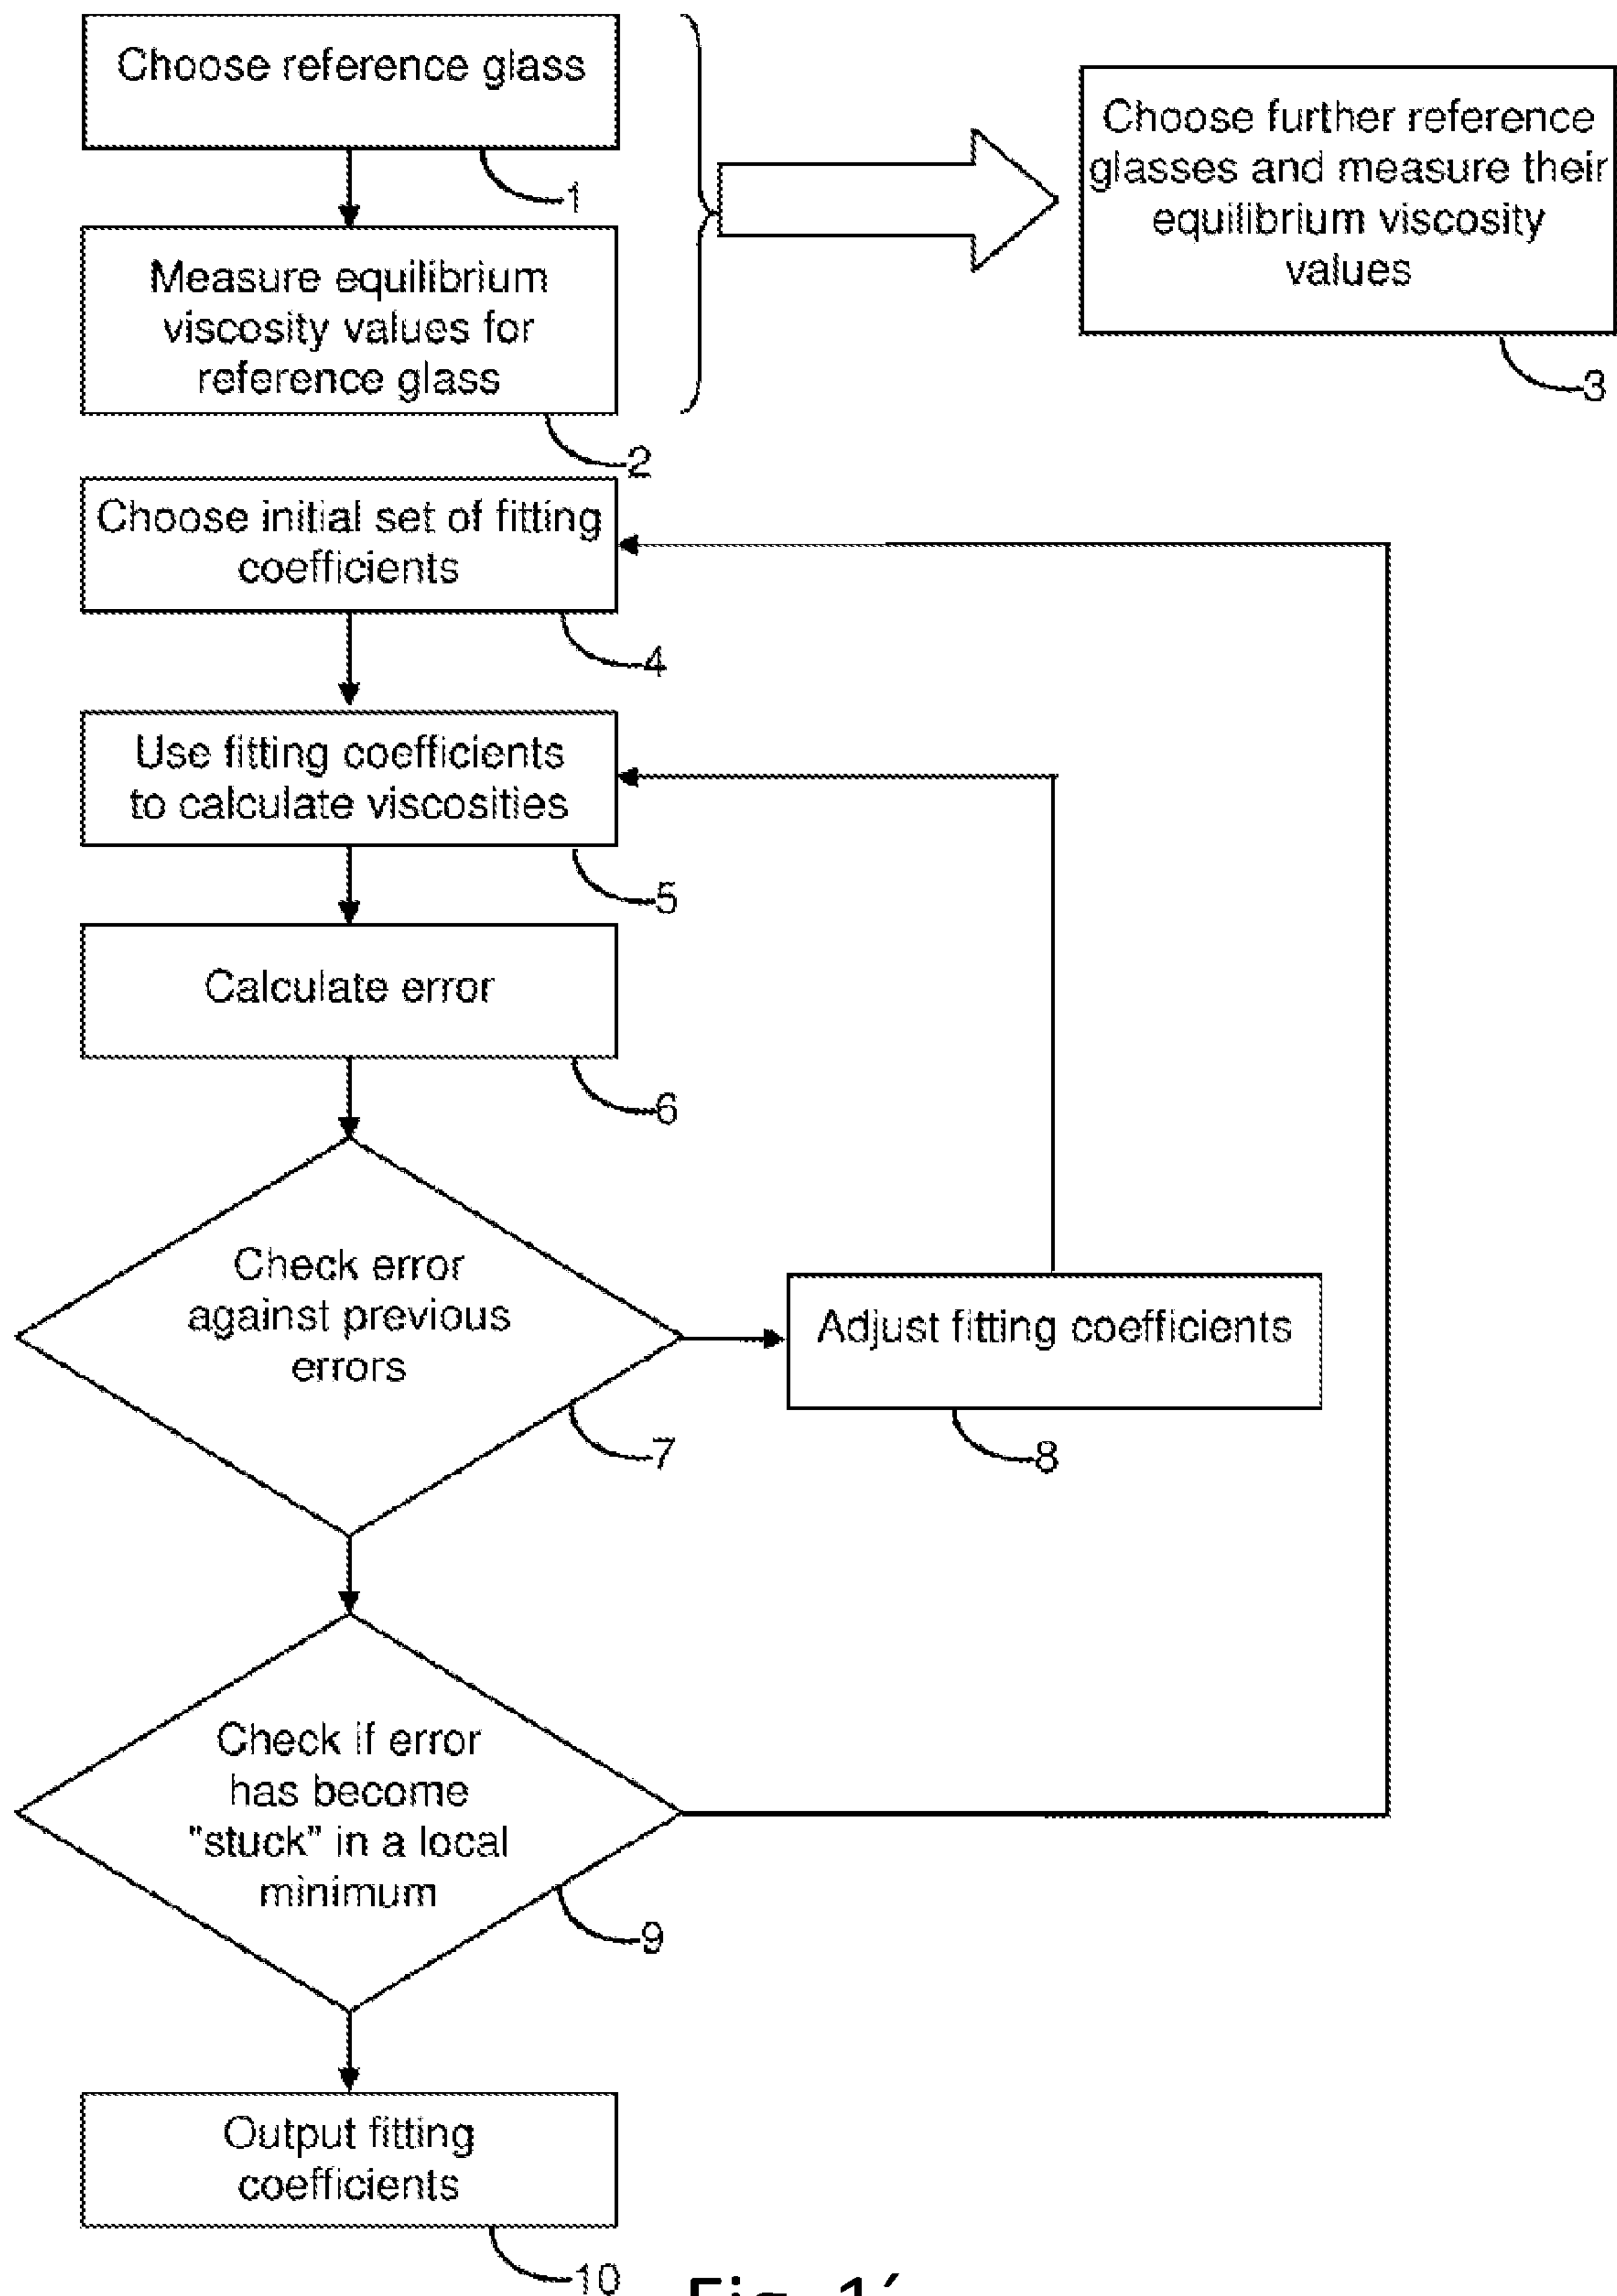 Choose reference glass
1
Measure equilibrium
viscosity values for
reference glass
2
Choose further reference
glasses and measure their
equilibrium viscosity
values
3
Choose initial set of fitting
coefficients
4
Use fitting coefficients
to calculate viscosities
5
Calculate error
6
Check error
against previous
errors
7
Adjust fitting coefficients
8
Check if error
has become
"stuck" in a local
minimum
9
Output fitting
coefficients
10